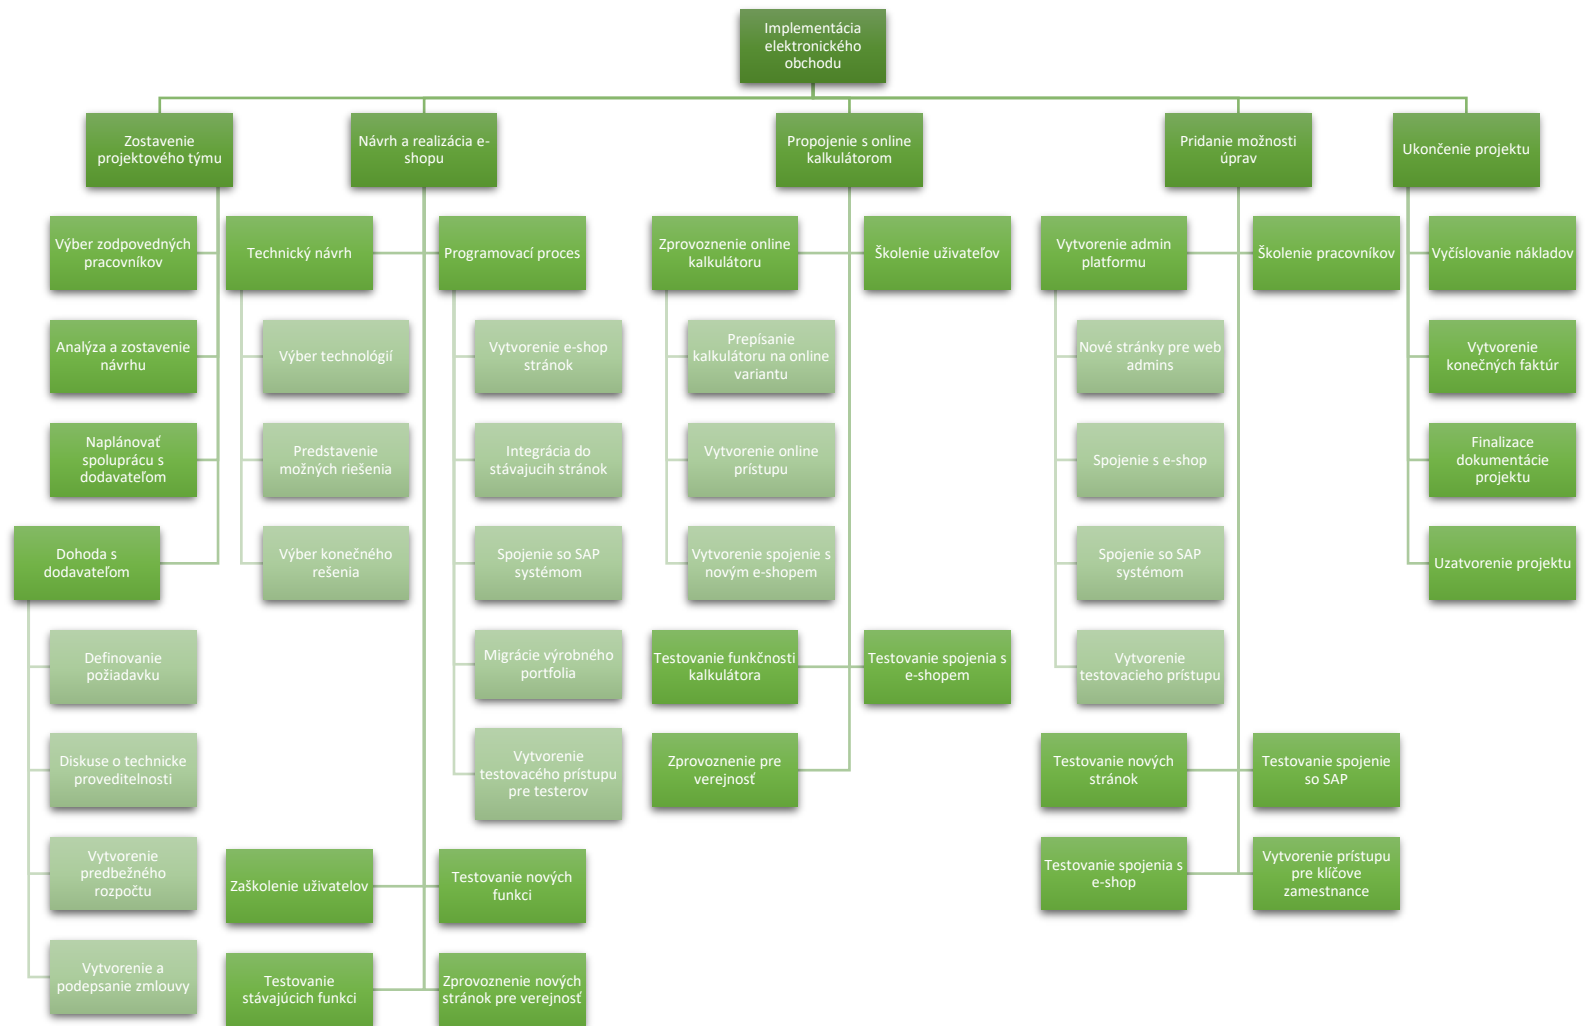 Implementácia
elektronického
obchodu
Zostavenie
projektového týmu
Návrh a realizácia e-
shopu
Propojenie s online
kalkulátorom
Pridanie možnosti
úprav
Ukončenie projektu
Výber zodpovedných
pracovníkov
Analýza a zostavenie
návrhu
Naplánovať
spoluprácu s
dodavateľom
Dohoda s
dodavateľom
Definovanie
požiadavku
Diskuse o technicke
proveditelnosti
Vytvorenie
predbežného
rozpočtu
Vytvorenie a
podepsanie zmlouvy
Technický návrh
Výber technológií
Predstavenie
možných riešenia
Výber konečného
rešenia
Programovací proces
Vytvorenie e-shop
stránok
Integrácia do
stávajucih stránok
Spojenie so SAP
systémom
Migrácie výrobného
portfolia
Vytvorenie
testovacého prístupu
pre testerov
Zaškolenie uživatelov
Testovanie nových
funkci
Testovanie
stávajúcich funkci
Zprovoznenie nových
stránok pre verejnosť
Zprovoznenie online
kalkulátoru
Prepísanie
kalkulátoru na online
variantu
Vytvorenie online
prístupu
Vytvorenie spojenie s
novým e-shopem
Školenie uživateľov
Testovanie funkčnosti
kalkulátora
Testovanie spojenia s
e-shopem
Zprovoznenie pre
verejnosť
Vytvorenie admin
platformu
Nové stránky pre web
admins
Spojenie s e-shop
Spojenie so SAP
systémom
Vytvorenie
testovacieho prístupu
Školenie pracovníkov
Testovanie nových
stránok
Testovanie spojenie
so SAP
Testovanie spojenia s
e-shop
Vytvorenie prístupu
pre klíčove
zamestnance
Vyčíslovanie nákladov
Vytvorenie
konečných faktúr
Finalizace
dokumentácie
projektu
Uzatvorenie projektu